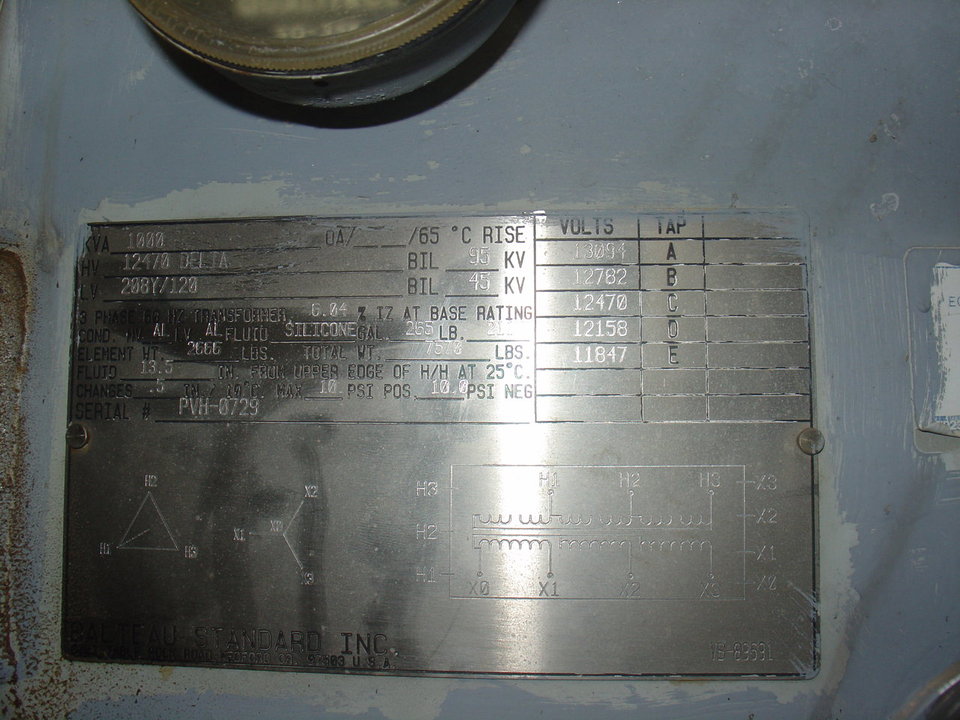 KVA 1000 OA/ /65 °C RISE
HV 12470 DELTA BIL 95 KV
LV 208Y/120 BIL 45 KV
3 PHASE 60 HZ TRANSFORMER 6.04 % IZ AT BASE RATING
COND. HV AL LV AL FLUID SILICONE GAL. 265 LB.
ELEMENT WT. 2666 LBS. TOTAL WT. LBS.
FLUID 13.5 IN. FROM UPPER EDGE OF H/H AT 25°C.
CHANGES .5 IN./ 10°C. MAX 10 PSI POS. 10.0 PSI NEG
SERIAL # PVH-0729
VOLTS TAP
13094 A
12782 B
12470 C
12158 D
11847 E
H2
H1 H3
X2
X1 X0
X3
H3 H1 H2 H3 X3
H2 X2
H1 X1
X0 X1 X2 X3 X0
BALTEAU STANDARD INC.
ROAD, MEDFORD OR. 97503 U.S.A.